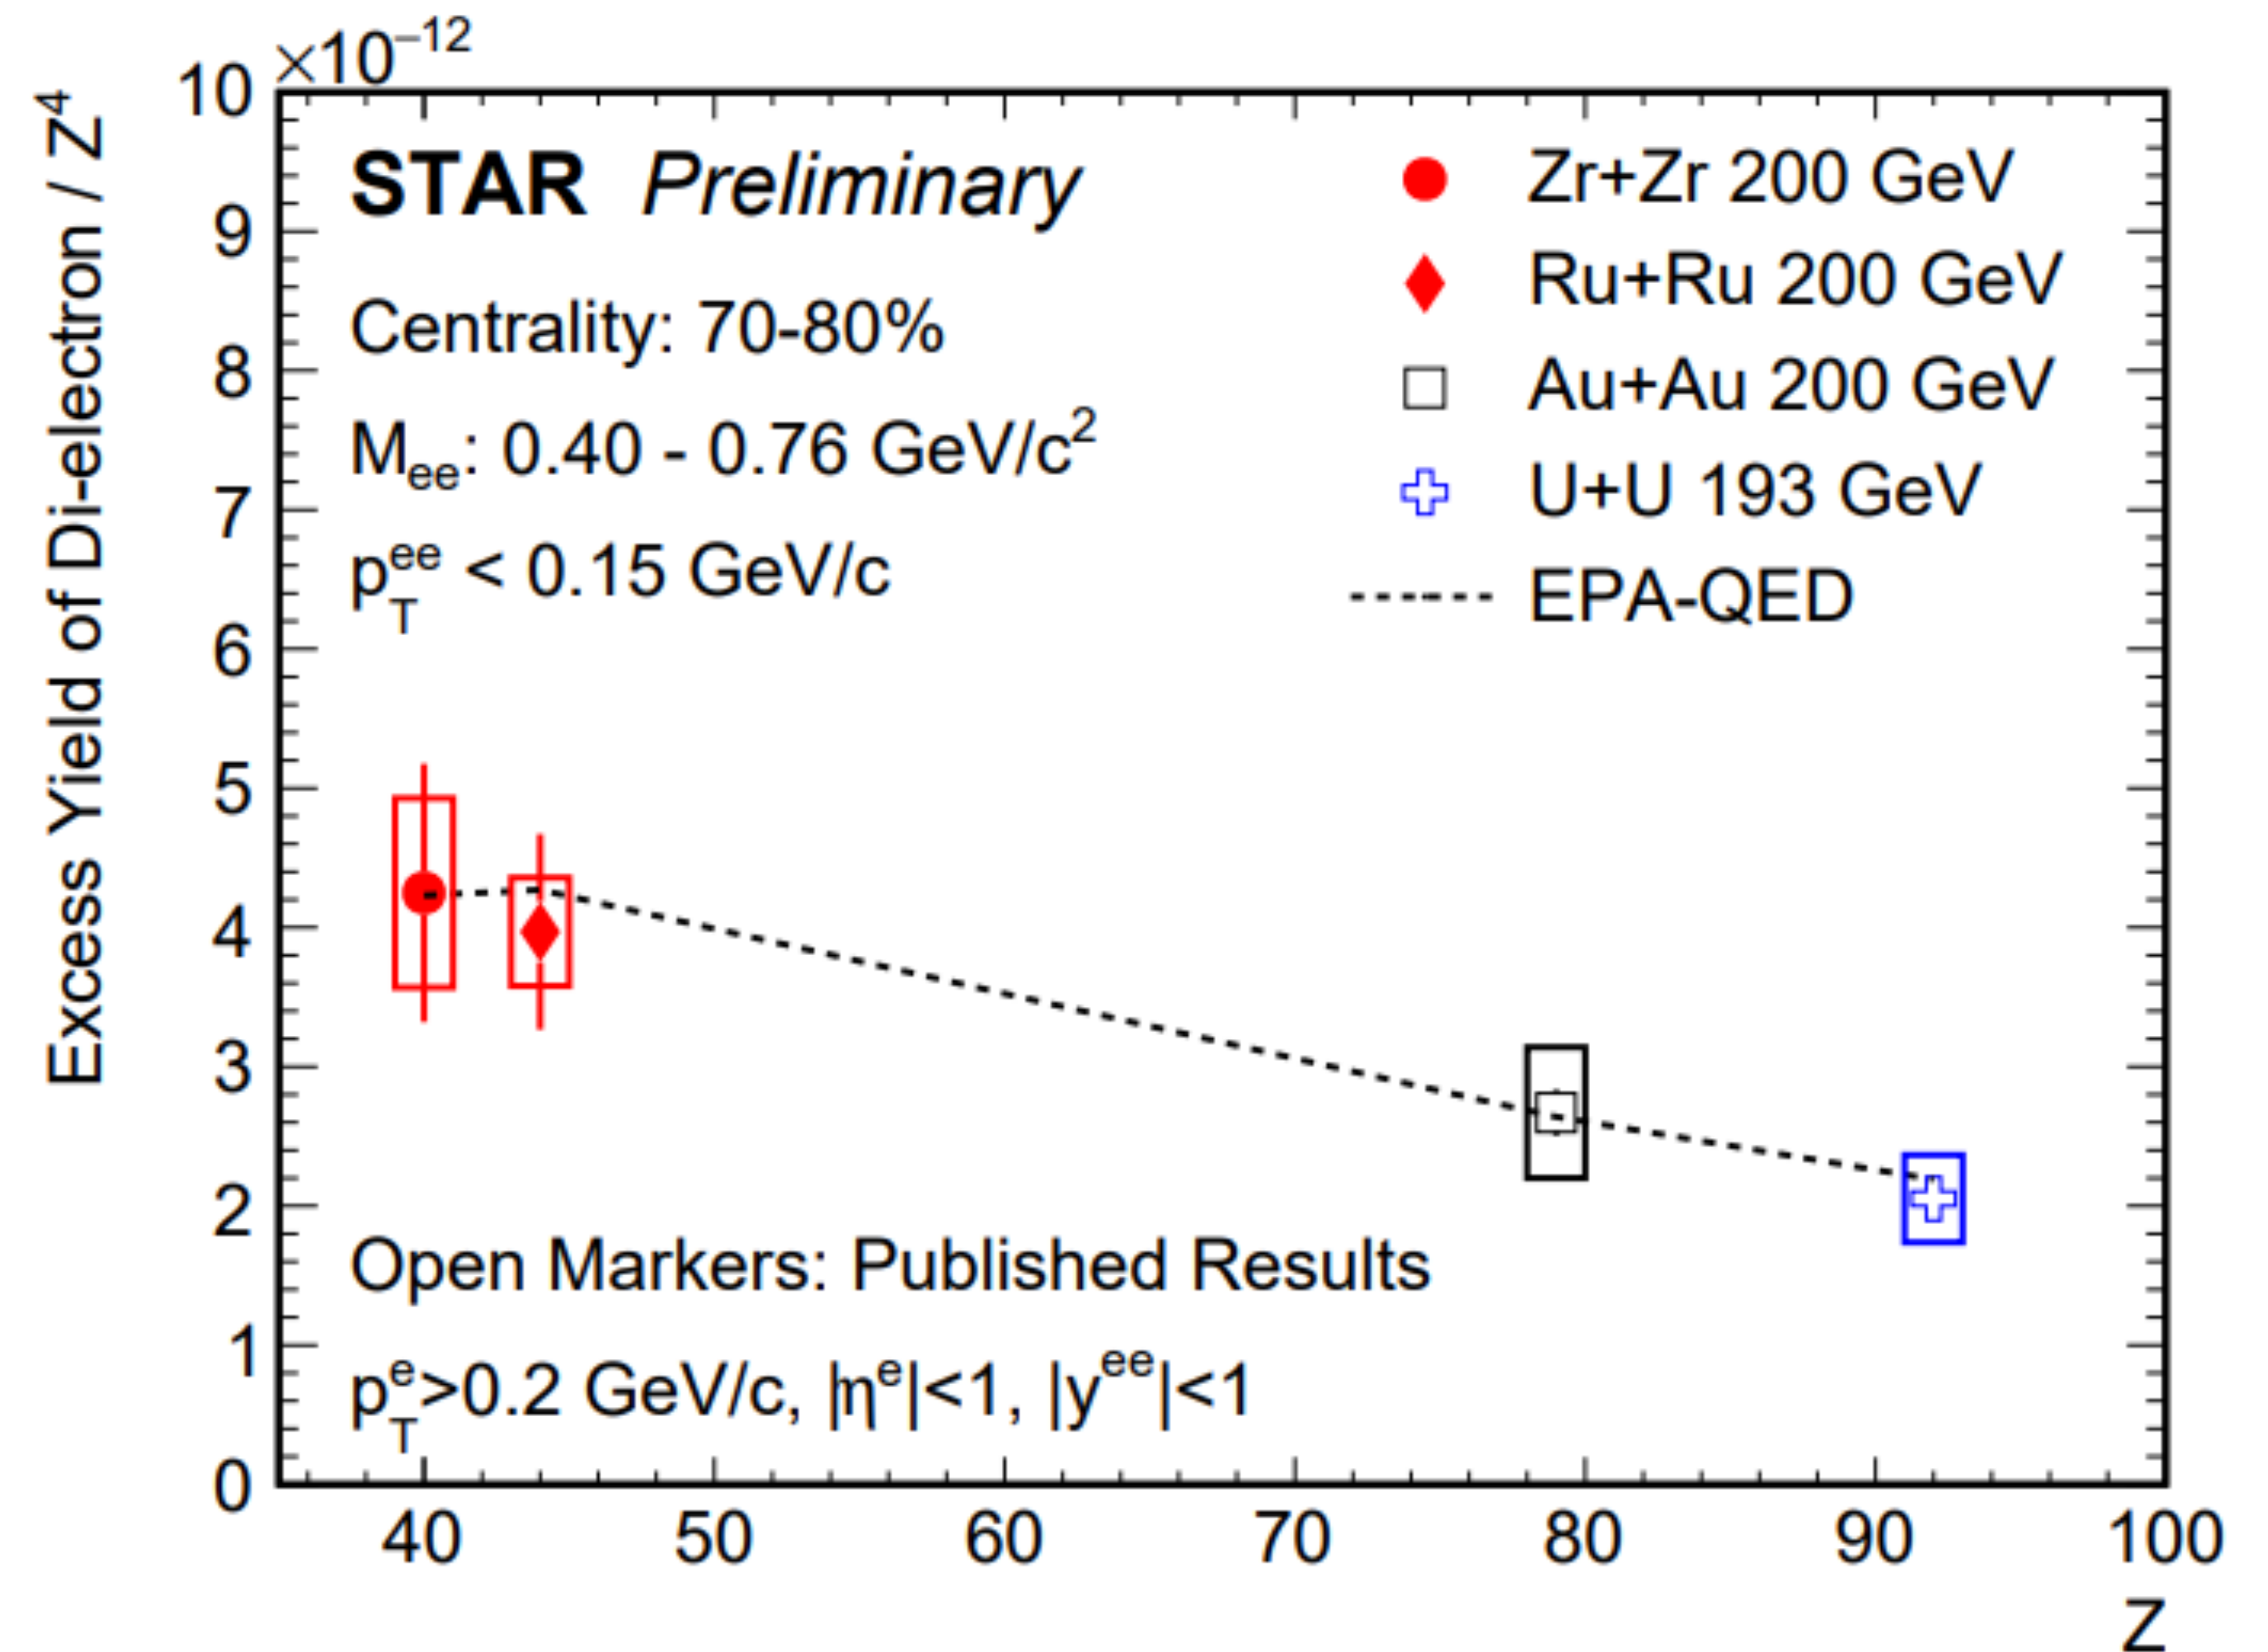 ×10⁻¹²
Excess Yield of Di-electron / Z⁴
10
9
8
7
6
5
4
3
2
1
0
STAR Preliminary
Centrality: 70-80%
Mₑₑ: 0.40 - 0.76 GeV/c²
p_T^ee < 0.15 GeV/c
Zr+Zr 200 GeV
Ru+Ru 200 GeV
Au+Au 200 GeV
U+U 193 GeV
EPA-QED
Open Markers: Published Results
p_T^e>0.2 GeV/c, |η^e|<1, |y^ee|<1
40 50 60 70 80 90 100
Z